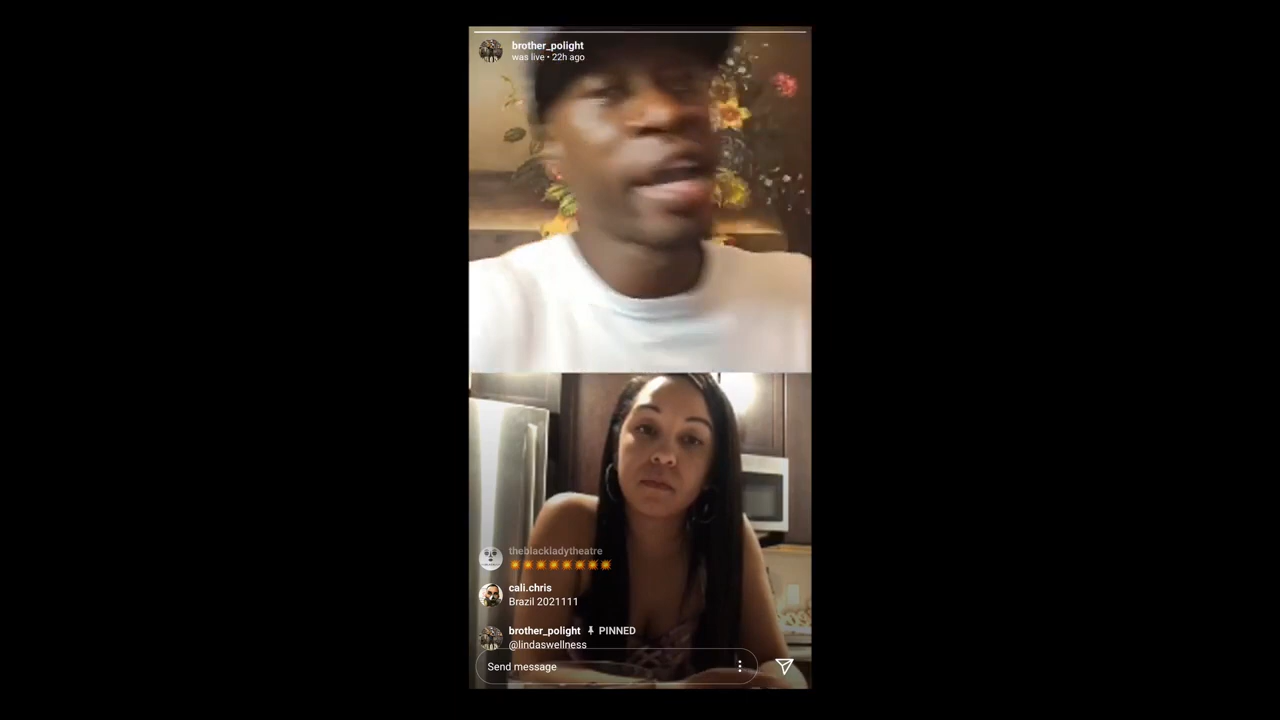 brother_polight
was live • 22h ago
theblackladytheatre
💥💥💥💥💥💥💥💥
cali.chris
Brazil 2021111
brother_polight PINNED
@lindaswellness
Send message